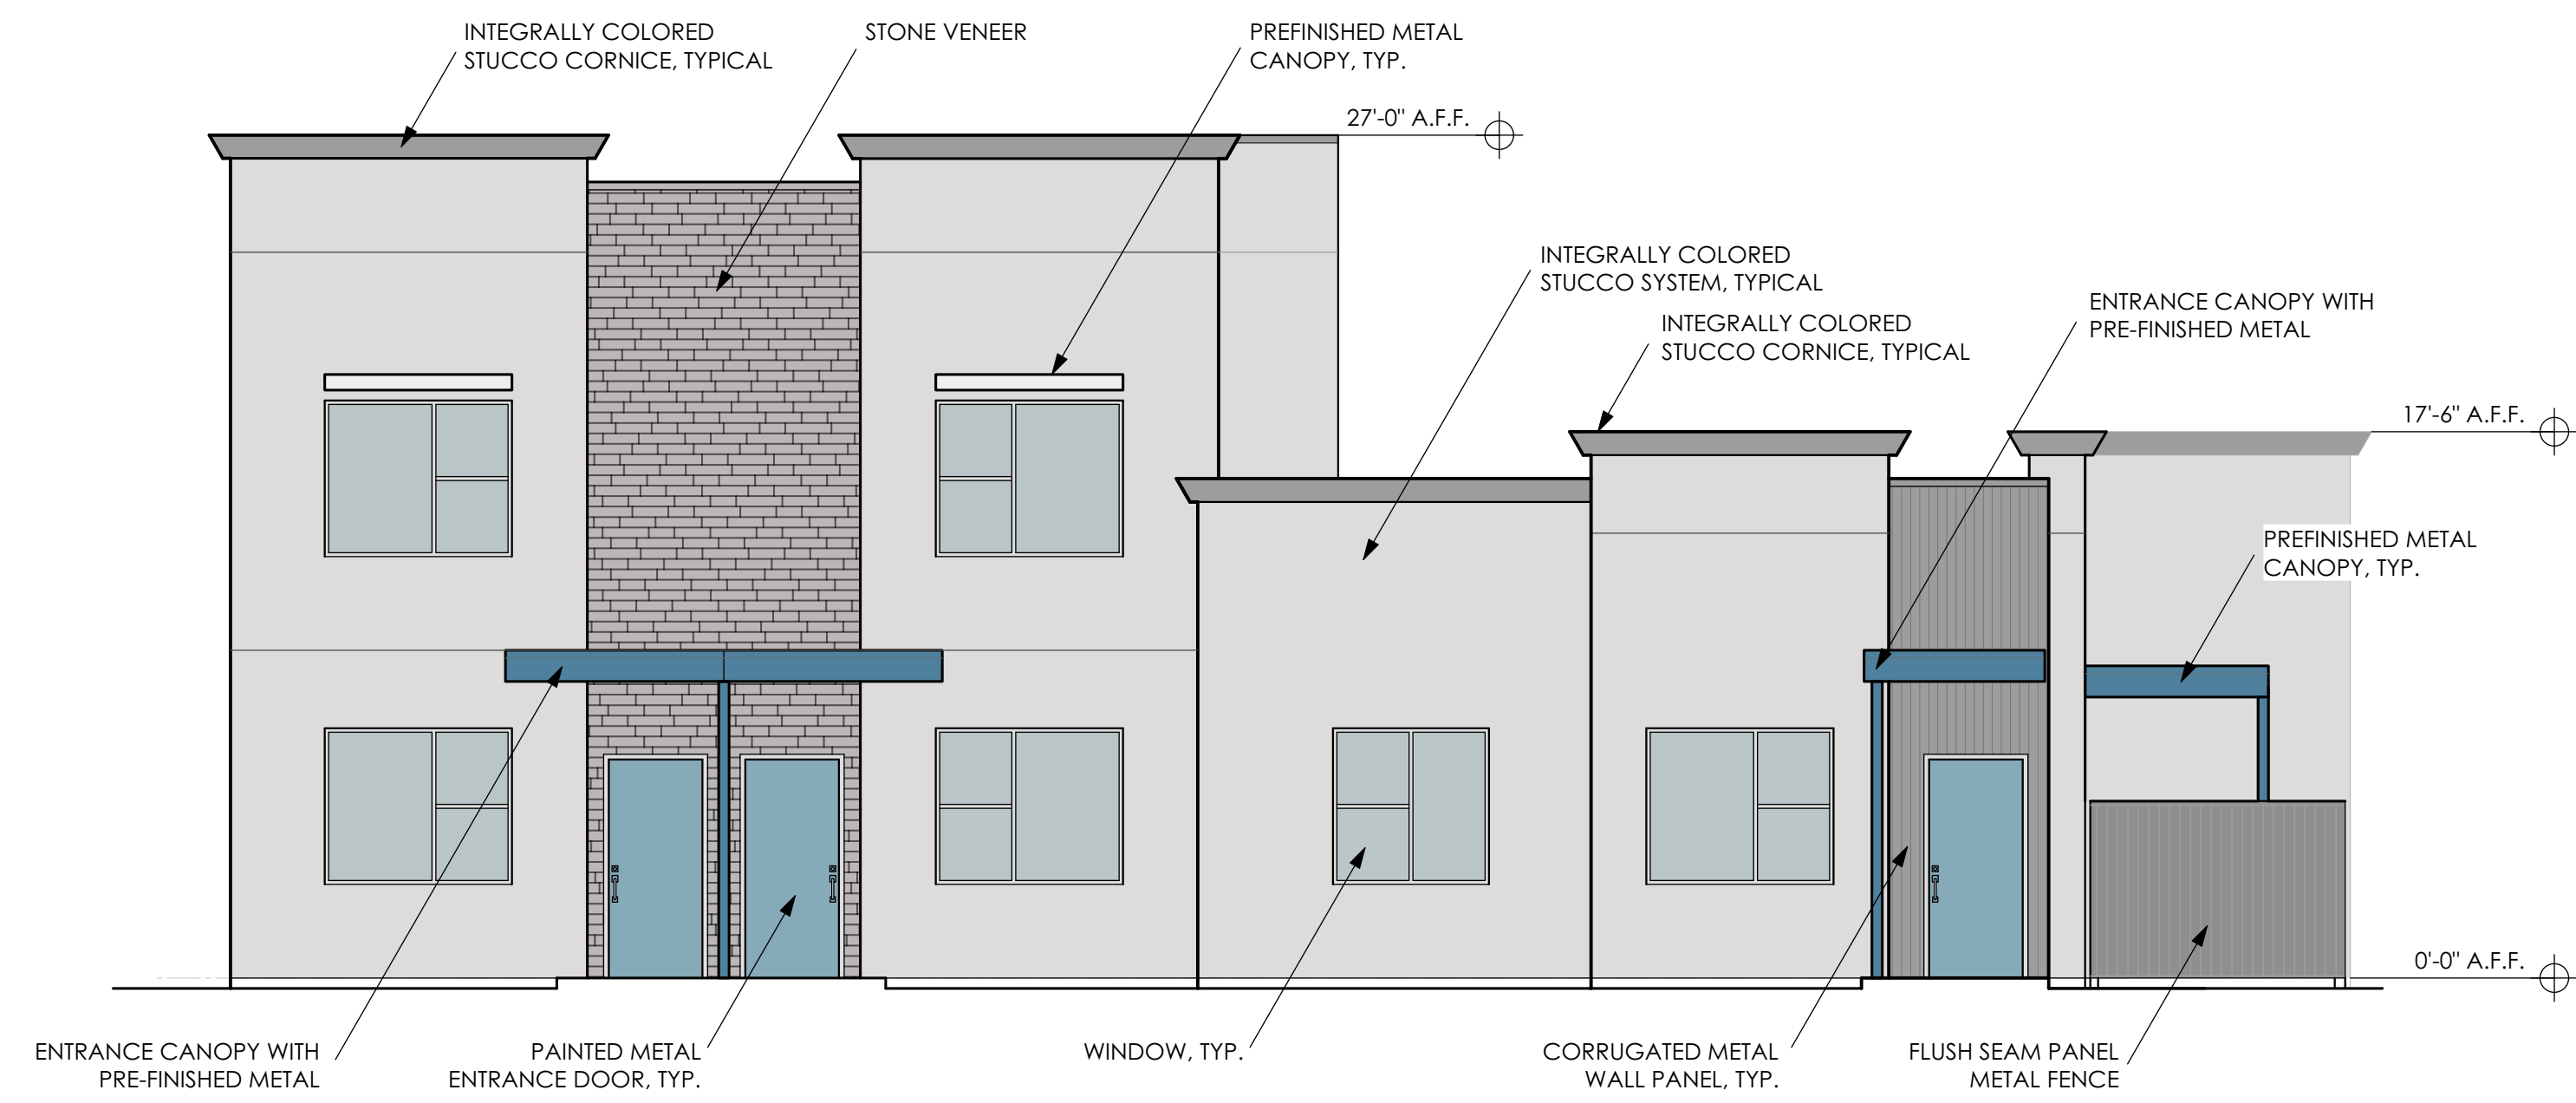 INTEGRALLY COLORED
STUCCO CORNICE, TYPICAL
STONE VENEER
PREFINISHED METAL
CANOPY, TYP.
27'-0" A.F.F.
INTEGRALLY COLORED
STUCCO SYSTEM, TYPICAL
INTEGRALLY COLORED
STUCCO CORNICE, TYPICAL
ENTRANCE CANOPY WITH
PRE-FINISHED METAL
17'-6" A.F.F.
PREFINISHED METAL
CANOPY, TYP.
0'-0" A.F.F.
ENTRANCE CANOPY WITH
PRE-FINISHED METAL
PAINTED METAL
ENTRANCE DOOR, TYP.
WINDOW, TYP.
CORRUGATED METAL
WALL PANEL, TYP.
FLUSH SEAM PANEL
METAL FENCE